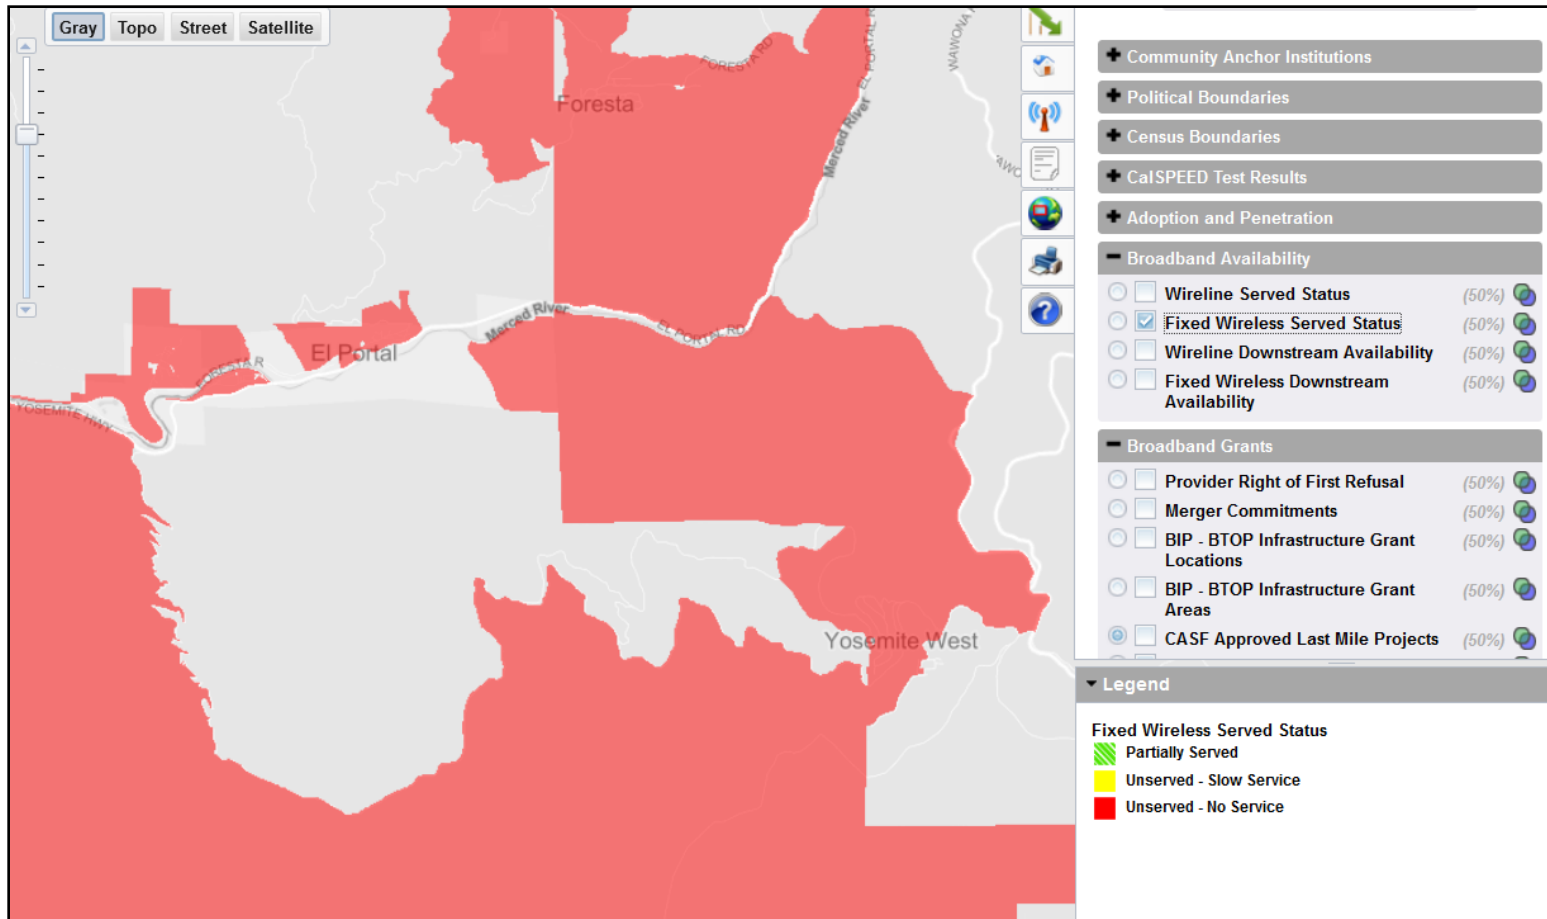 Gray Topo Street Satellite
FORESTA RD
EL PORTAL R
WAWONA
Foresta
Merced River
Merced River
EL PORTAL RD
El Portal
FORESTA R
YOSEMITE HWY
Yosemite West
Community Anchor Institutions
Political Boundaries
Census Boundaries
CalSPEED Test Results
Adoption and Penetration
Broadband Availability
Wireline Served Status (50%)
Fixed Wireless Served Status (50%)
Wireline Downstream Availability (50%)
Fixed Wireless Downstream (50%)
Availability
Broadband Grants
Provider Right of First Refusal (50%)
Merger Commitments (50%)
BIP - BTOP Infrastructure Grant (50%)
Locations
BIP - BTOP Infrastructure Grant (50%)
Areas
CASF Approved Last Mile Projects (50%)
Legend
Fixed Wireless Served Status
Partially Served
Unserved - Slow Service
Unserved - No Service